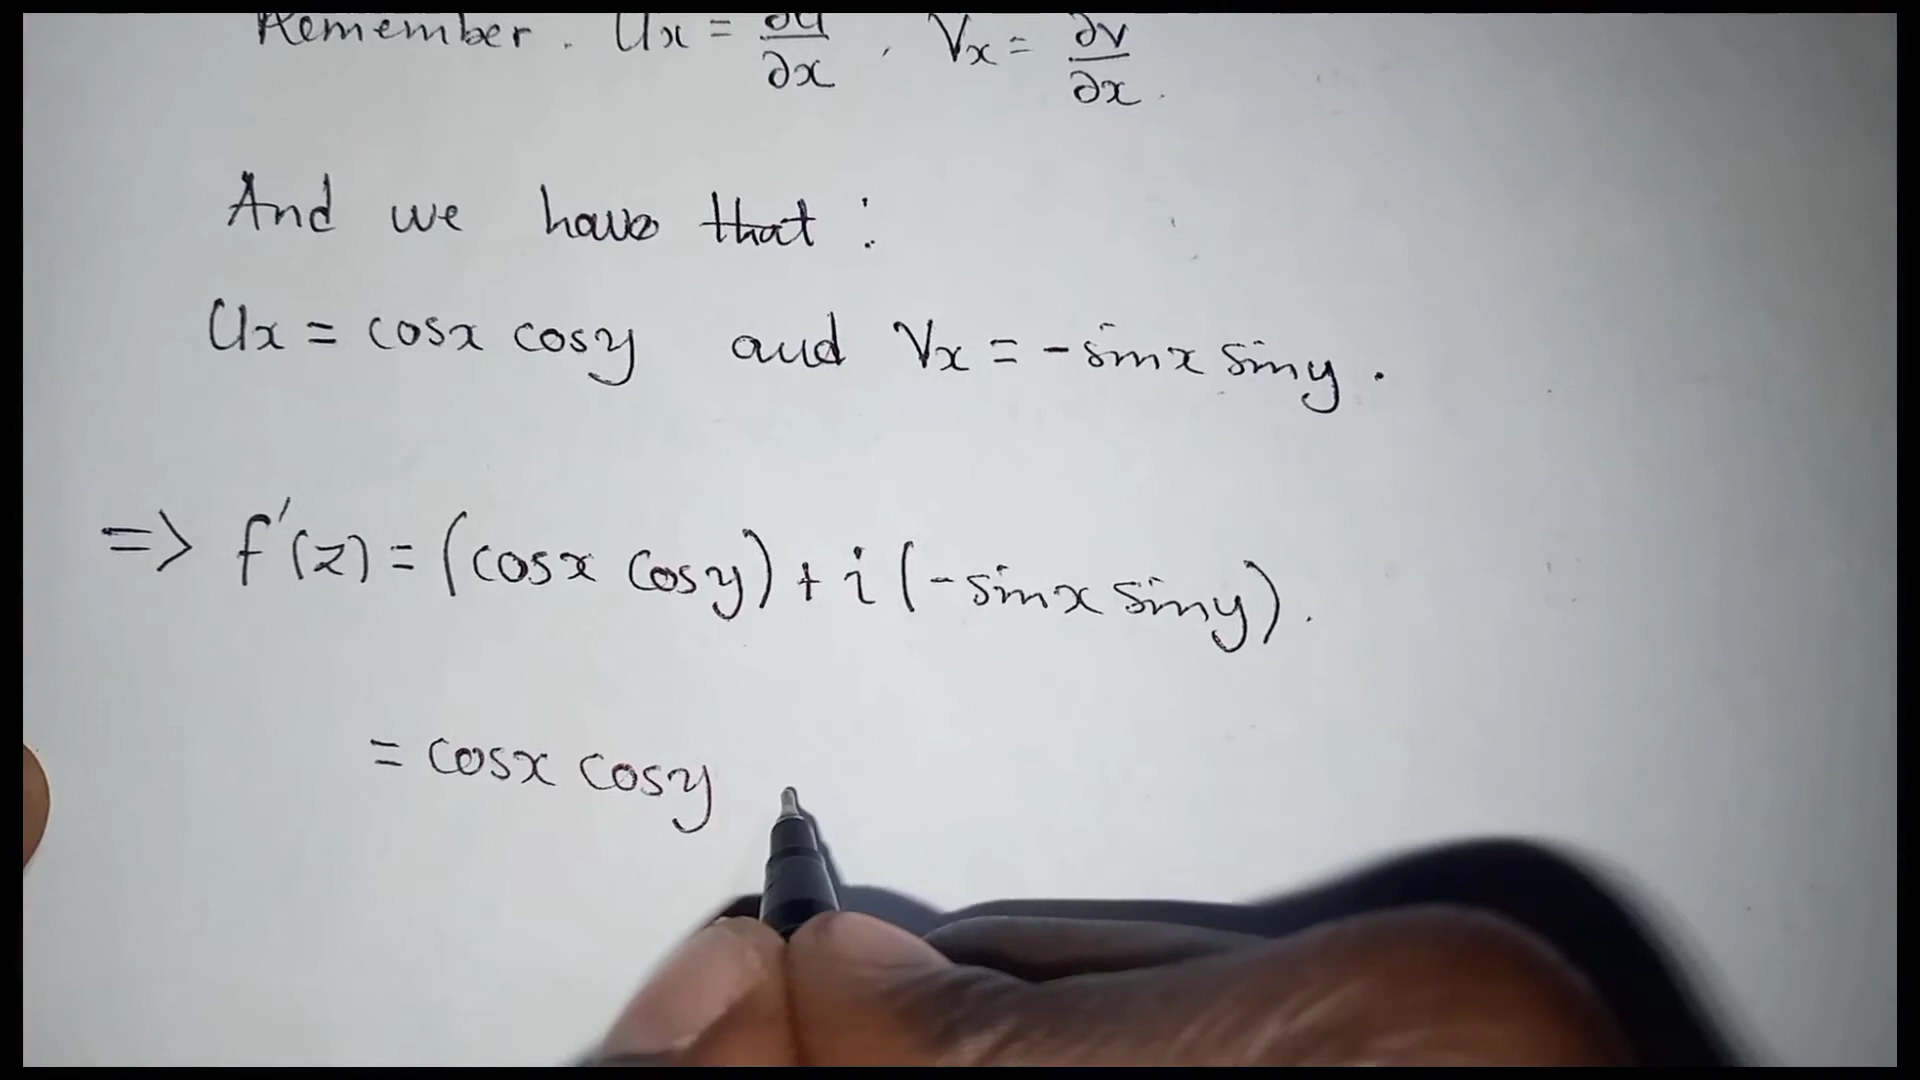 Remember. Ux = ∂u/∂x , Vx = ∂v/∂x.
And we have that :
Ux = cosx cosy and Vx = -sinx siny.
=> f'(z) = (cosx cosy) + i (-sinx siny).
= cosx cosy